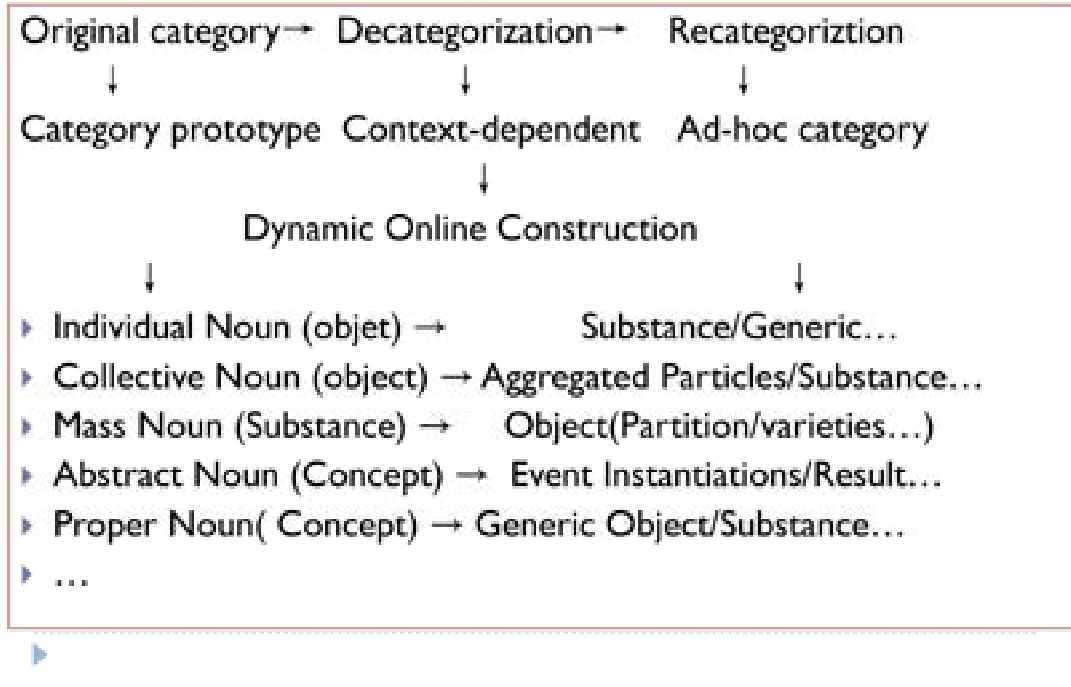 Original category→ Decategorization→ Recategoriztion
↓ ↓ ↓
Category prototype Context-dependent Ad-hoc category
↓
Dynamic Online Construction
↓ ↓
Individual Noun (objet) → Substance/Generic…
Collective Noun (object) → Aggregated Particles/Substance…
Mass Noun (Substance) → Object(Partition/varieties…)
Abstract Noun (Concept) → Event Instantiations/Result…
Proper Noun( Concept) → Generic Object/Substance…
…